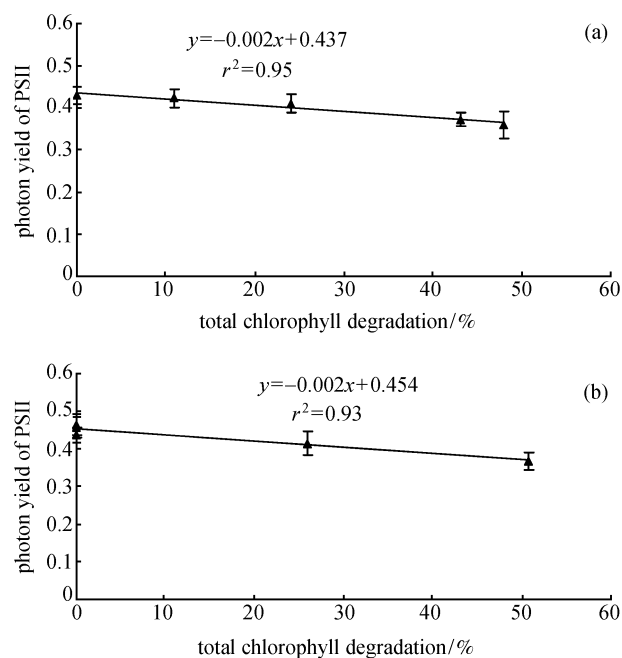 (a)
y=−0.002x+0.437
r²=0.95
photon yield of PSII
0.6
0.5
0.4
0.3
0.2
0.1
0
0 10 20 30 40 50 60
total chlorophyll degradation/%
(b)
y=−0.002x+0.454
r²=0.93
photon yield of PSII
0.6
0.5
0.4
0.3
0.2
0.1
0
0 10 20 30 40 50 60
total chlorophyll degradation/%